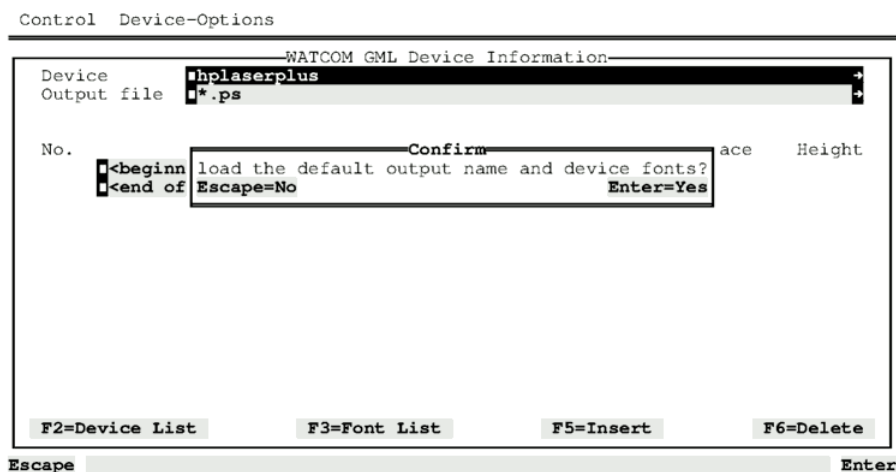 Control Device-Options
WATCOM GML Device Information
Device hplaserplus
Output file *.ps
No. ace Height
Confirm
<beginn load the default output name and device fonts?
<end of Escape=No Enter=Yes
F2=Device List F3=Font List F5=Insert F6=Delete
Escape Enter